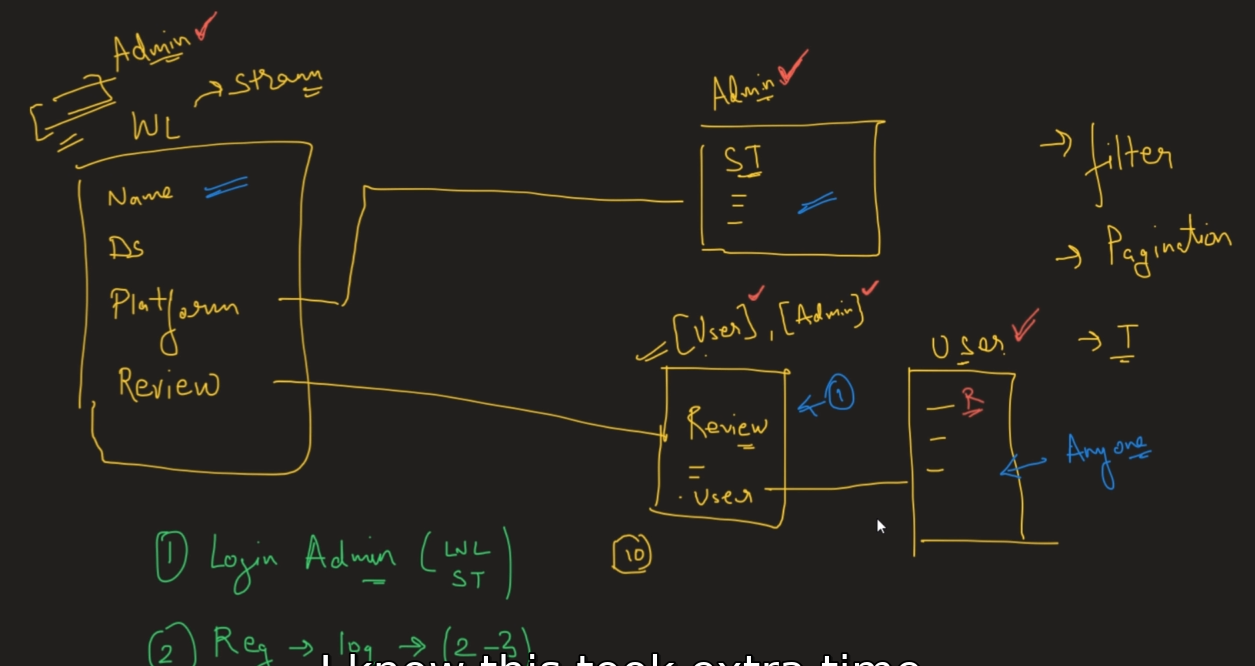 Admin
WL
Stream
Name
Ds
Platform
Review
Admin
ST
[User], [Admin]
Review
User
1
User
R
Anyone
→ filter
→ Pagination
→ I
10
1 Login Admin (WL
ST)
2 Reg → log → (2-3)
I know this took extra time